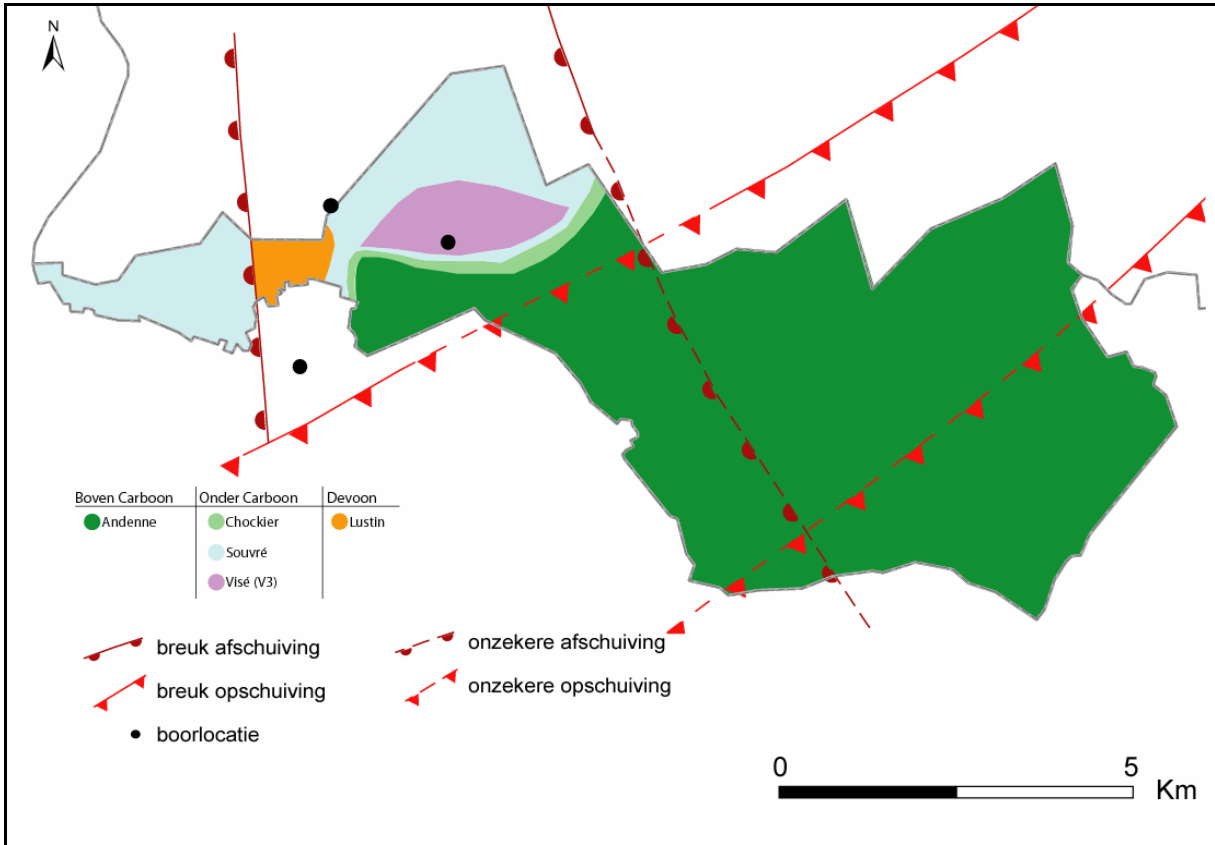 N
Boven Carboon Onder Carboon Devoon
Andenne Chockier Lustin
Souvré
Visé (V3)
breuk afschuiving onzekere afschuiving
breuk opschuiving onzekere opschuiving
boorlocatie
0 5
Km